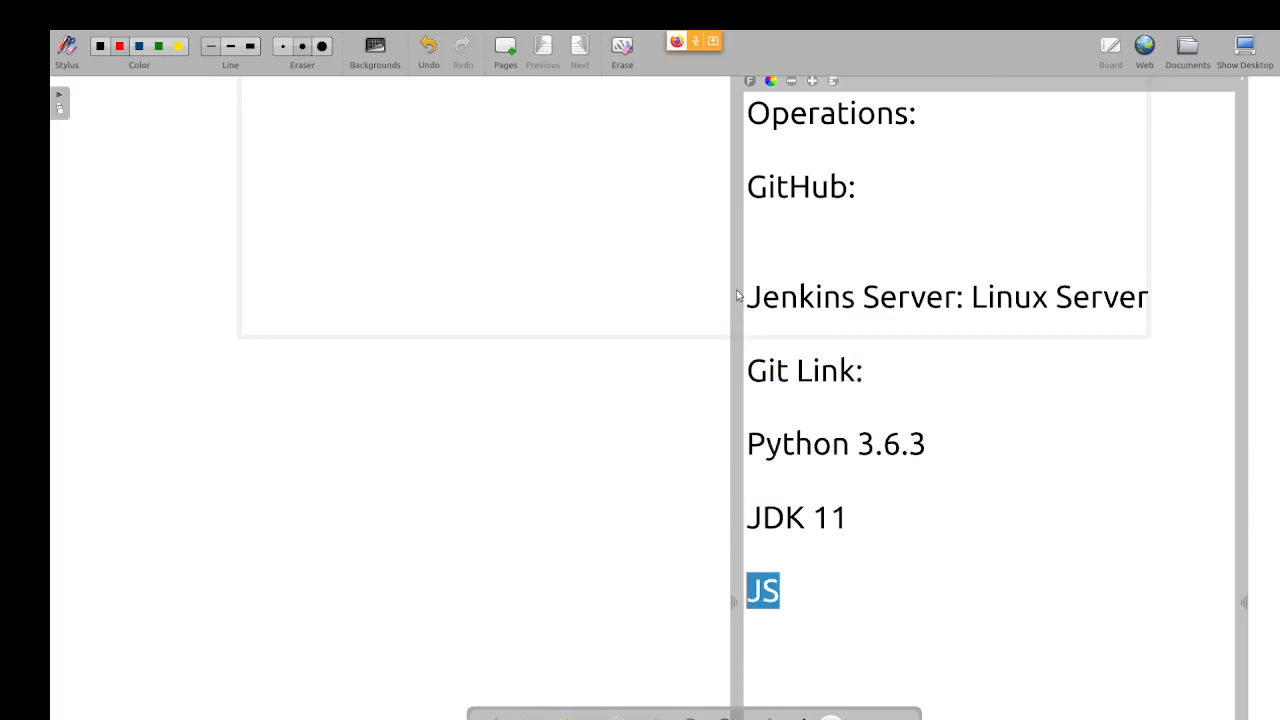 Stylus
Color
Line
Eraser
Backgrounds
Undo
Redo
Pages
Previous
Next
Erase
Board
Web
Documents
Show Desktop
F
Operations:
GitHub:
Jenkins Server: Linux Server
Git Link:
Python 3.6.3
JDK 11
JS